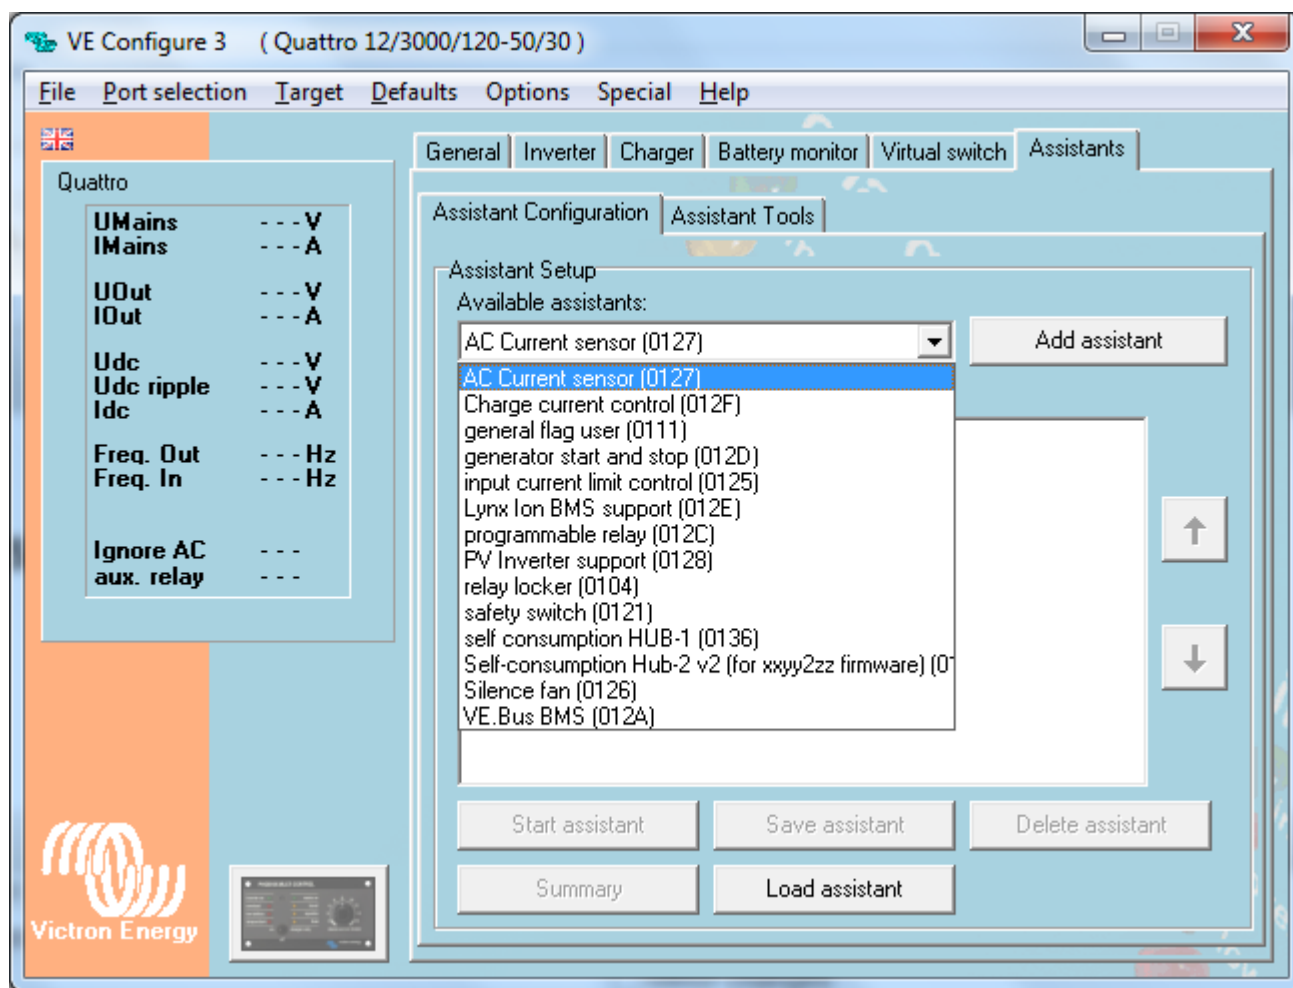 VE Configure 3 ( Quattro 12/3000/120-50/30 )
File Port selection Target Defaults Options Special Help
General Inverter Charger Battery monitor Virtual switch Assistants
Quattro
UMains - - - V
IMains - - - A
UOut - - - V
IOut - - - A
Udc - - - V
Udc ripple - - - V
Idc - - - A
Freq. Out - - - Hz
Freq. In - - - Hz
Ignore AC - - -
aux. relay - - -
Assistant Configuration Assistant Tools
Assistant Setup
Available assistants:
AC Current sensor (0127) Add assistant
AC Current sensor (0127)
Charge current control (012F)
general flag user (0111)
generator start and stop (012D)
input current limit control (0125)
Lynx Ion BMS support (012E)
programmable relay (012C)
PV Inverter support (0128)
relay locker (0104)
safety switch (0121)
self consumption HUB-1 (0136)
Self-consumption Hub-2 v2 (for xxyy2zz firmware) (0
Silence fan (0126)
VE.Bus BMS (012A)
Start assistant Save assistant Delete assistant
Summary Load assistant
Victron Energy